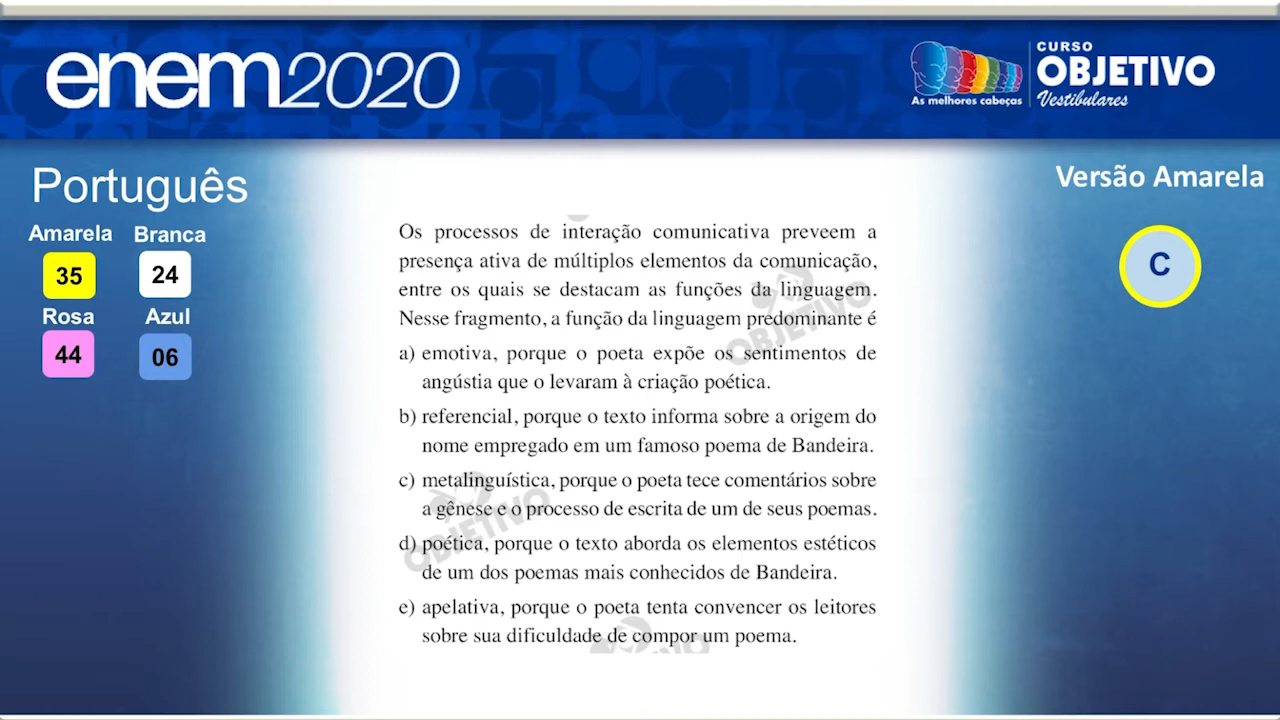 enem2020
CURSO
OBJETIVO
As melhores cabeças
Vestibulares
Português
Versão Amarela
Amarela Branca
35 24
Rosa Azul
44 06
C
Os processos de interação comunicativa preveem a
presença ativa de múltiplos elementos da comunicação,
entre os quais se destacam as funções da linguagem.
Nesse fragmento, a função da linguagem predominante é
a) emotiva, porque o poeta expõe os sentimentos de
angústia que o levaram à criação poética.
b) referencial, porque o texto informa sobre a origem do
nome empregado em um famoso poema de Bandeira.
c) metalinguística, porque o poeta tece comentários sobre
a gênese e o processo de escrita de um de seus poemas.
d) poética, porque o texto aborda os elementos estéticos
de um dos poemas mais conhecidos de Bandeira.
e) apelativa, porque o poeta tenta convencer os leitores
sobre sua dificuldade de compor um poema.
OBJETIVO
OBJETIVO